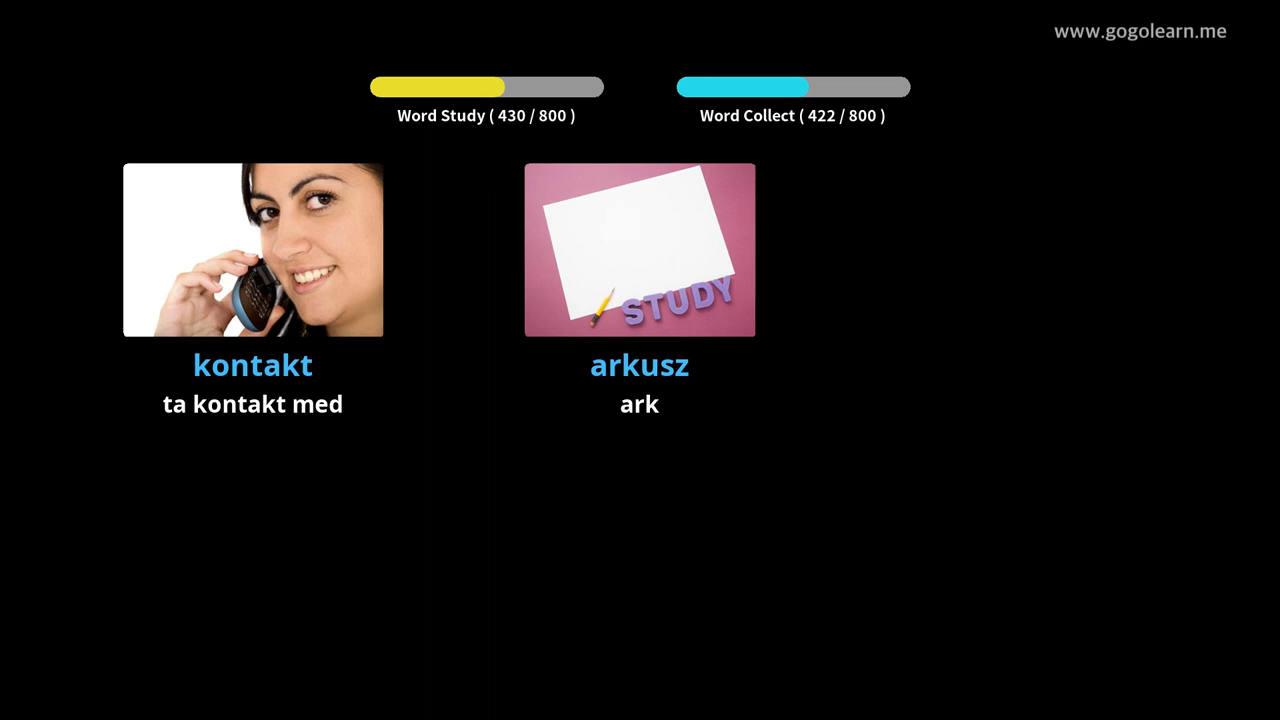 www.gogolearn.me
Word Study ( 430 / 800 )
Word Collect ( 422 / 800 )
STUDY
kontakt
arkusz
ta kontakt med
ark